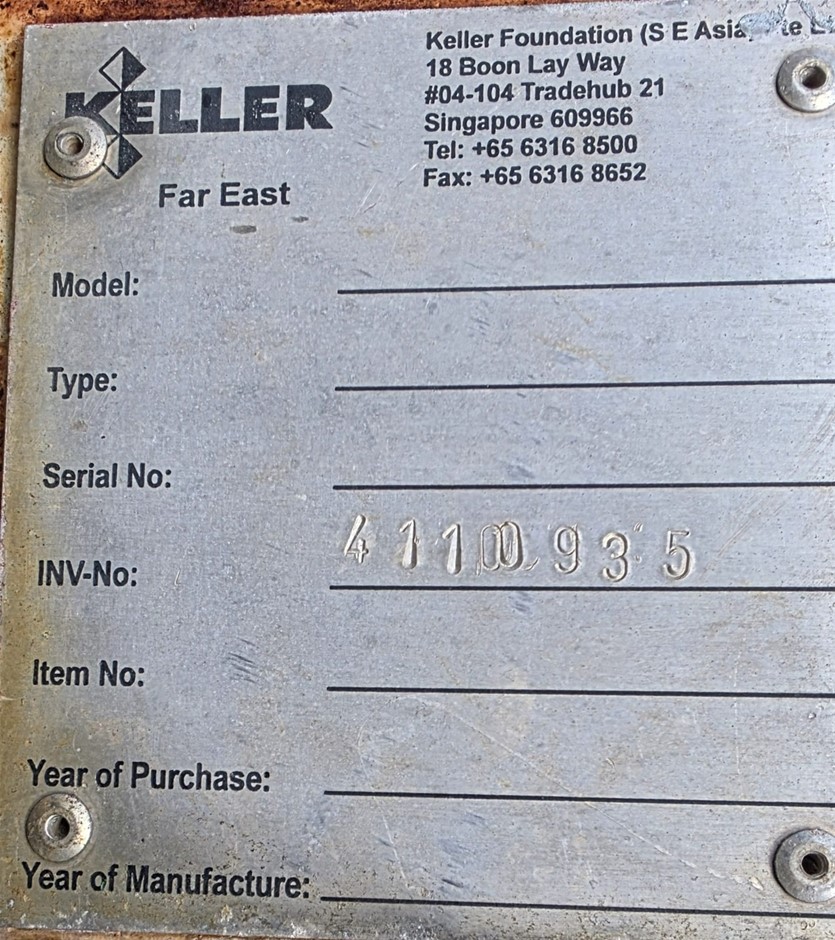 KELLER
Far East
Keller Foundation (S E Asia)
18 Boon Lay Way
#04-104 Tradehub 21
Singapore 609966
Tel: +65 6316 8500
Fax: +65 6316 8652
Model:
Type:
Serial No:
INV-No:
Item No:
Year of Purchase:
Year of Manufacture: